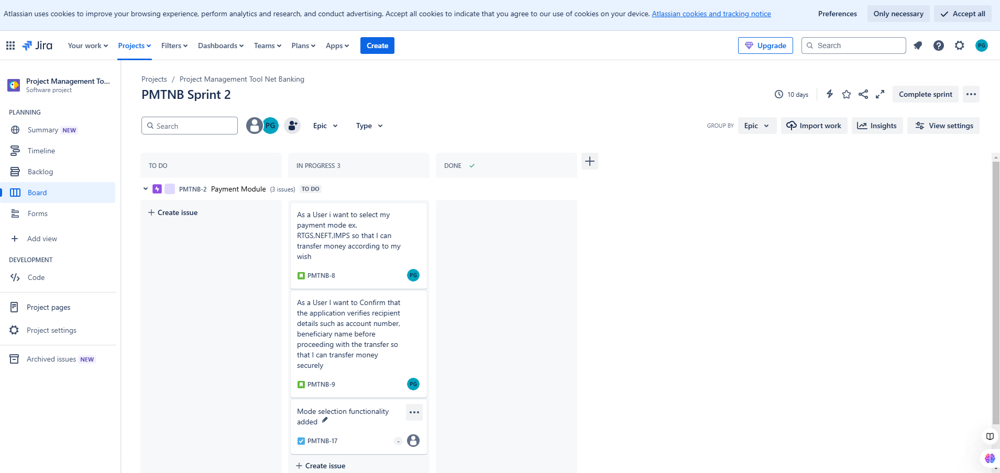 Atlassian uses cookies to improve your browsing experience, perform analytics and research, and conduct advertising. Accept all cookies to indicate that you agree to our use of cookies on your device. Atlassian cookies and tracking notice
Preferences
Only necessary
Accept all
Jira
Your work
Projects
Filters
Dashboards
Teams
Plans
Apps
Create
Upgrade
Search
PG
Project Management To...
Software project
PLANNING
Summary NEW
Timeline
Backlog
Board
Forms
Add view
DEVELOPMENT
Code
Project pages
Project settings
Archived issues NEW
Projects / Project Management Tool Net Banking
PMTNB Sprint 2
10 days
Complete sprint
Search
PG
Epic
Type
GROUP BY
Epic
Import work
Insights
View settings
TO DO
IN PROGRESS 3
DONE
PMTNB-2 Payment Module (3 issues) TO DO
Create issue
As a User i want to select my
payment mode ex.
RTGS,NEFT,IMPS so that I can
transfer money according to my
wish
PMTNB-8
PG
As a User I want to Confirm that
the application verifies recipient
details such as account number,
beneficiary name before
proceeding with the transfer so
that I can transfer money
securely
PMTNB-9
PG
Mode selection functionality
added
PMTNB-17
-
Create issue